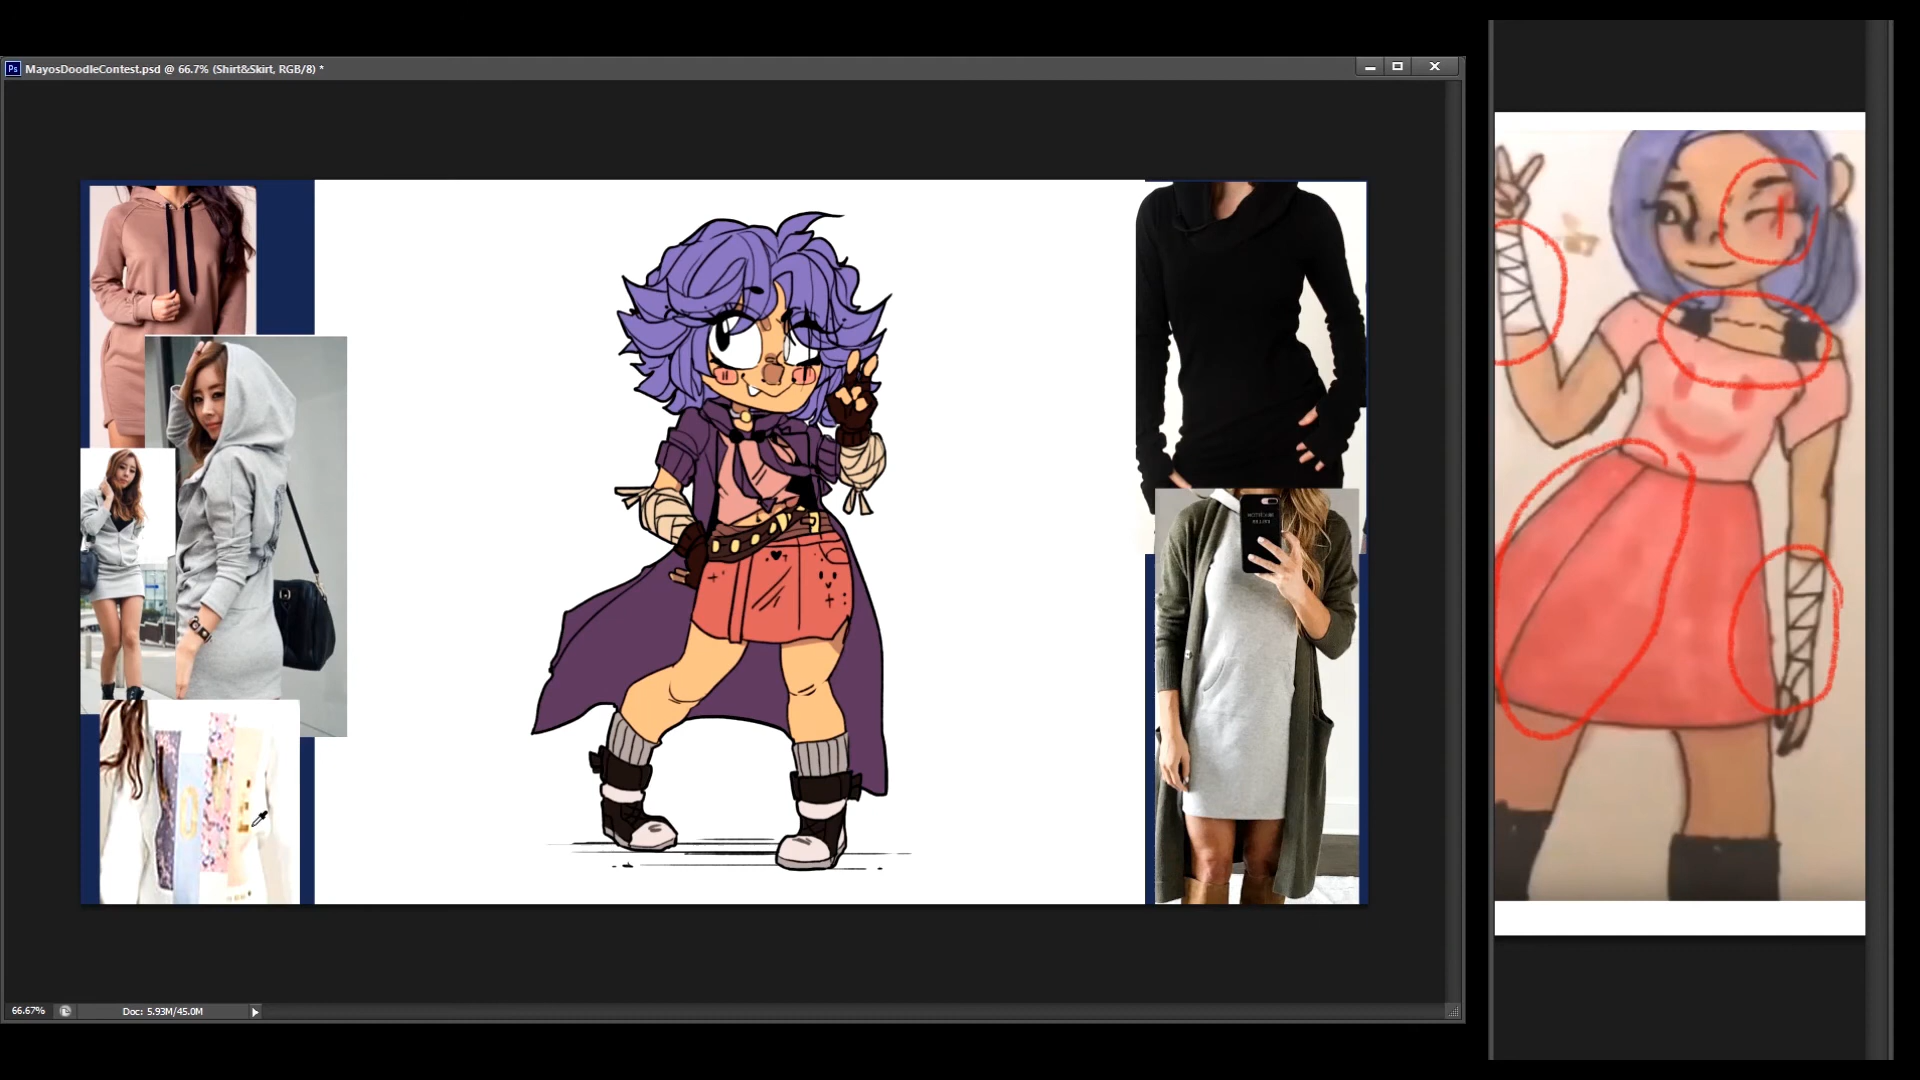 Ps MayosDoodleContest.psd @ 66.7% (Shirt&Skirt, RGB/8) *
66.67%
Doc: 5.93M/45.0M